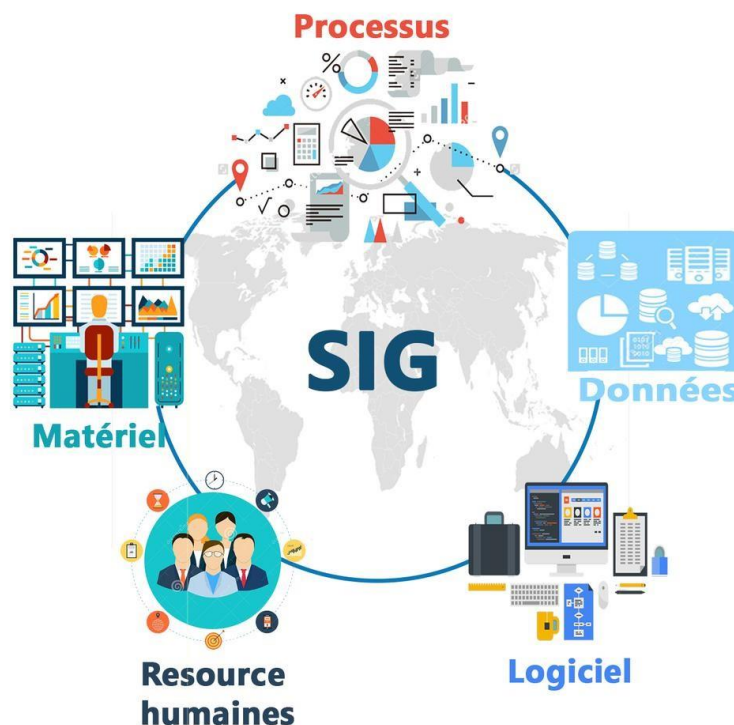 Processus
SIG
Données
Matériel
Logiciel
Resource
humaines